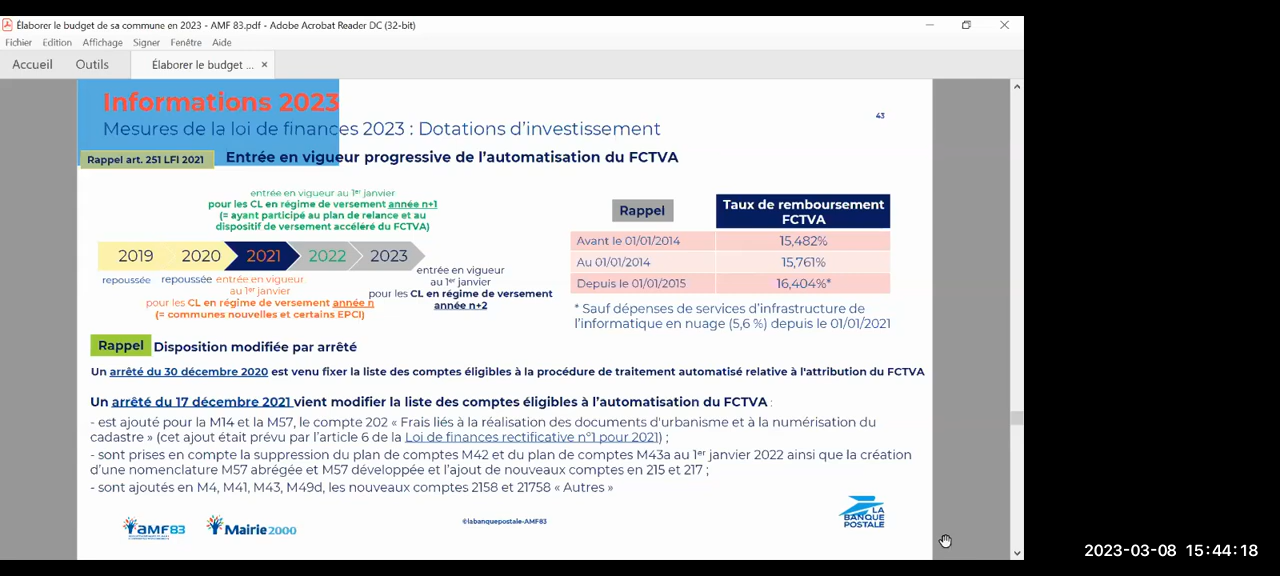 Élaborer le budget de sa commune en 2023 - AMF 83.pdf - Adobe Acrobat Reader DC (32-bit)
Fichier Edition Affichage Signer Fenêtre Aide
Accueil Outils Élaborer le budget ... ×
Informations 2023
43
Mesures de la loi de finances 2023 : Dotations d'investissement
Rappel art. 251 LFI 2021
Entrée en vigueur progressive de l'automatisation du FCTVA
entrée en vigueur au 1er janvier
pour les CL en régime de versement année n+1
(= ayant participé au plan de relance et au
dispositif de versement accéléré du FCTVA)
2019 2020 2021 2022 2023
repoussée repoussée entrée en vigueur
au 1er janvier
pour les CL en régime de versement année n
(= communes nouvelles et certains EPCI)
entrée en vigueur
au 1er janvier
pour les CL en régime de versement
année n+2
Rappel
Taux de remboursement
FCTVA
Avant le 01/01/2014 15,482%
Au 01/01/2014 15,761%
Depuis le 01/01/2015 16,404%*
* Sauf dépenses de services d'infrastructure de
l'informatique en nuage (5,6 %) depuis le 01/01/2021
Rappel Disposition modifiée par arrêté
Un arrêté du 30 décembre 2020 est venu fixer la liste des comptes éligibles à la procédure de traitement automatisé relative à l'attribution du FCTVA
Un arrêté du 17 décembre 2021 vient modifier la liste des comptes éligibles à l'automatisation du FCTVA :
- est ajouté pour la M14 et la M57, le compte 202 « Frais liés à la réalisation des documents d'urbanisme et à la numérisation du
cadastre » (cet ajout était prévu par l'article 6 de la Loi de finances rectificative n°1 pour 2021) ;
- sont prises en compte la suppression du plan de comptes M42 et du plan de comptes M43a au 1er janvier 2022 ainsi que la création
d'une nomenclature M57 abrégée et M57 développée et l'ajout de nouveaux comptes en 215 et 217 ;
- sont ajoutés en M4, M41, M43, M49d, les nouveaux comptes 2158 et 21758 « Autres »
AMF83
Mairie2000
©labanquepostale-AMF83
LA
BANQUE
POSTALE
2023-03-08 15:44:18